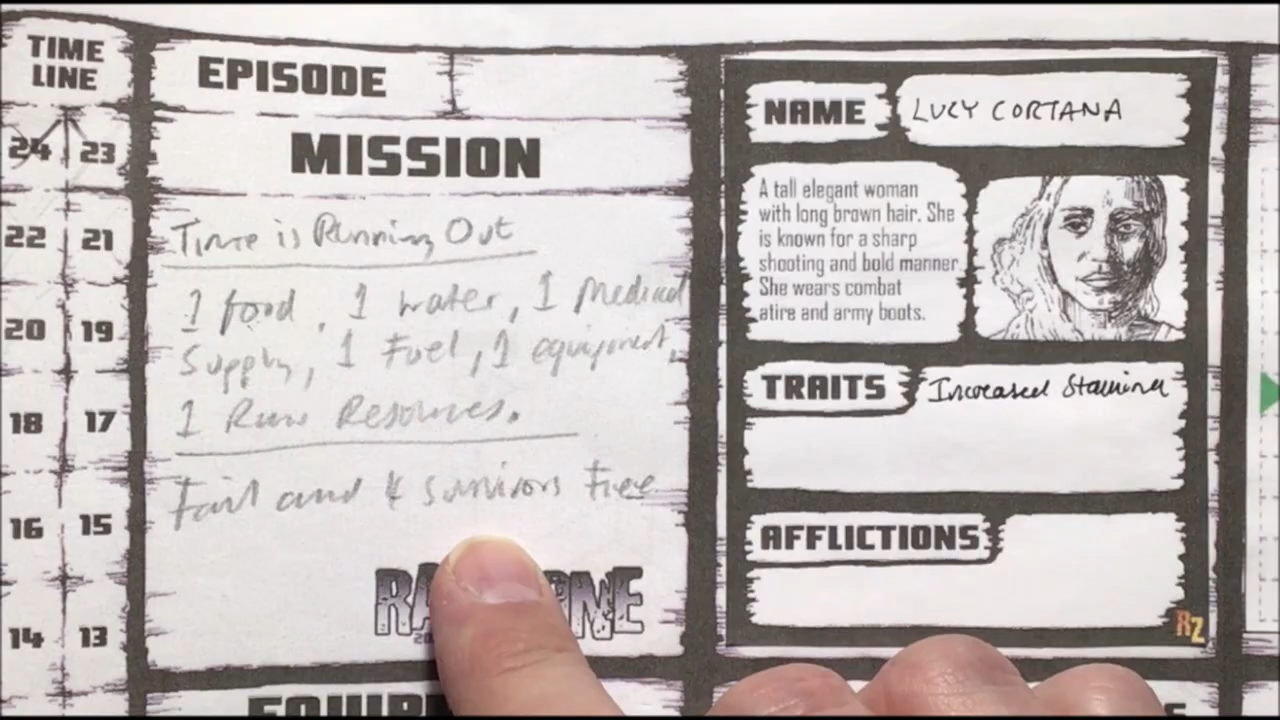 TIME
LINE
24 23
22 21
20 19
18 17
16 15
14 13
EPISODE
MISSION
Time is Running Out
1 food, 1 water, 1 Medical
Supply, 1 Fuel, 1 equipment,
1 Raw Resources.
Fail and 4 Survivors Flee
NAME
LUCY CORTANA
A tall elegant woman
with long brown hair. She
is known for a sharp
shooting and bold manner
She wears combat
atire and army boots.
TRAITS
Increased Stamina
AFFLICTIONS
RZ